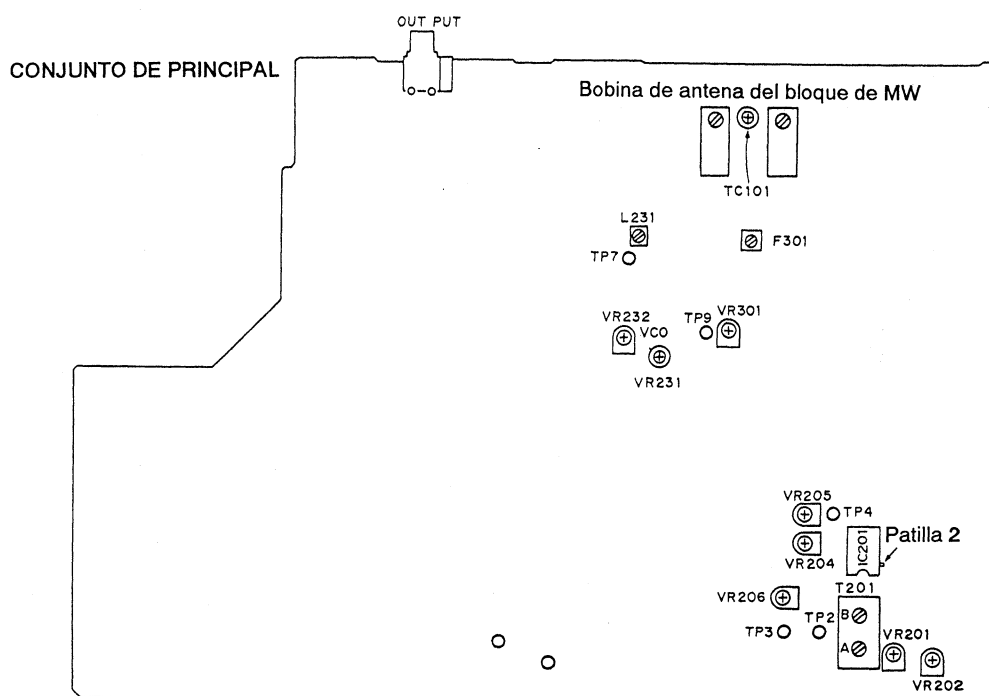 OUT PUT
CONJUNTO DE PRINCIPAL
Bobina de antena del bloque de MW
TC101
L231
F301
TP7
VR232
VCO
TP9
VR301
VR231
VR205
TP4
IC201
Patilla 2
VR204
T201
VR206
B
TP3
TP2
VR201
A
VR202